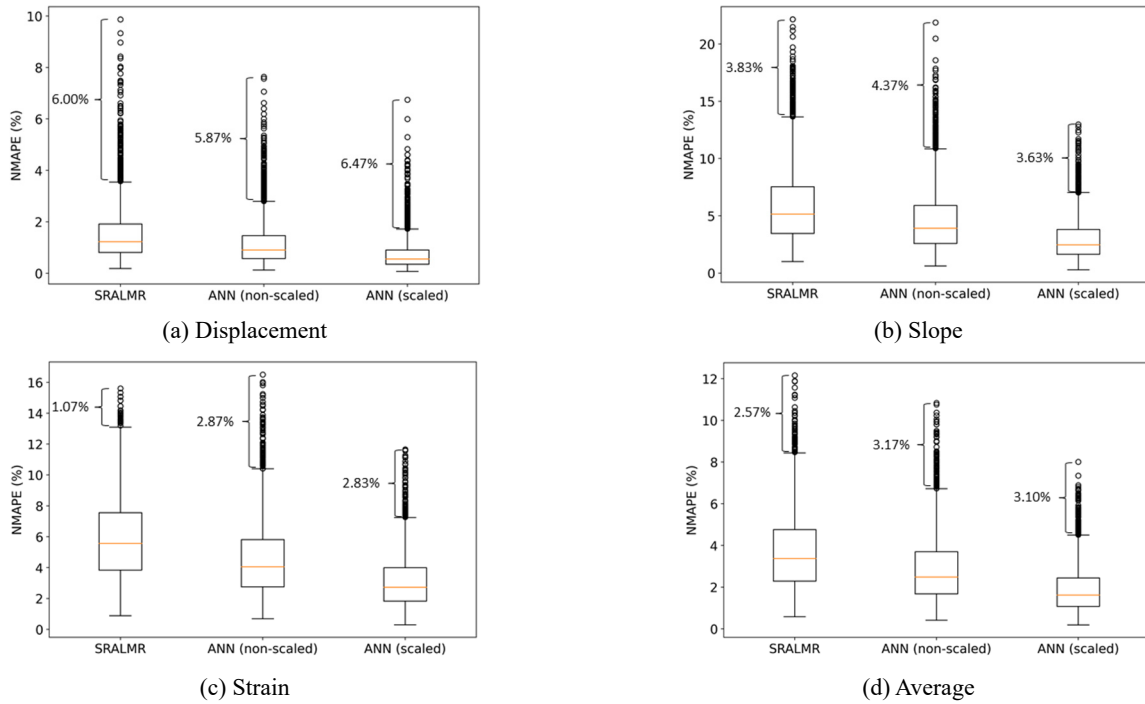 10
8
6
4
2
0
NMAPE (%)
6.00%
5.87%
6.47%
SRALMR
ANN (non-scaled)
ANN (scaled)
(a) Displacement
20
15
10
5
0
NMAPE (%)
3.83%
4.37%
3.63%
SRALMR
ANN (non-scaled)
ANN (scaled)
(b) Slope
16
14
12
10
8
6
4
2
0
NMAPE (%)
1.07%
2.87%
2.83%
SRALMR
ANN (non-scaled)
ANN (scaled)
(c) Strain
12
10
8
6
4
2
0
NMAPE (%)
2.57%
3.17%
3.10%
SRALMR
ANN (non-scaled)
ANN (scaled)
(d) Average